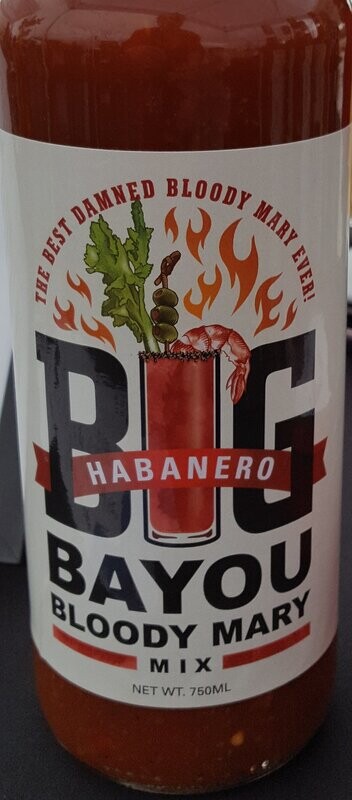 THE BEST DAMNED BLOODY MARY EVER!
BIG
HABANERO
BAYOU
BLOODY MARY
MIX
NET WT. 750ML